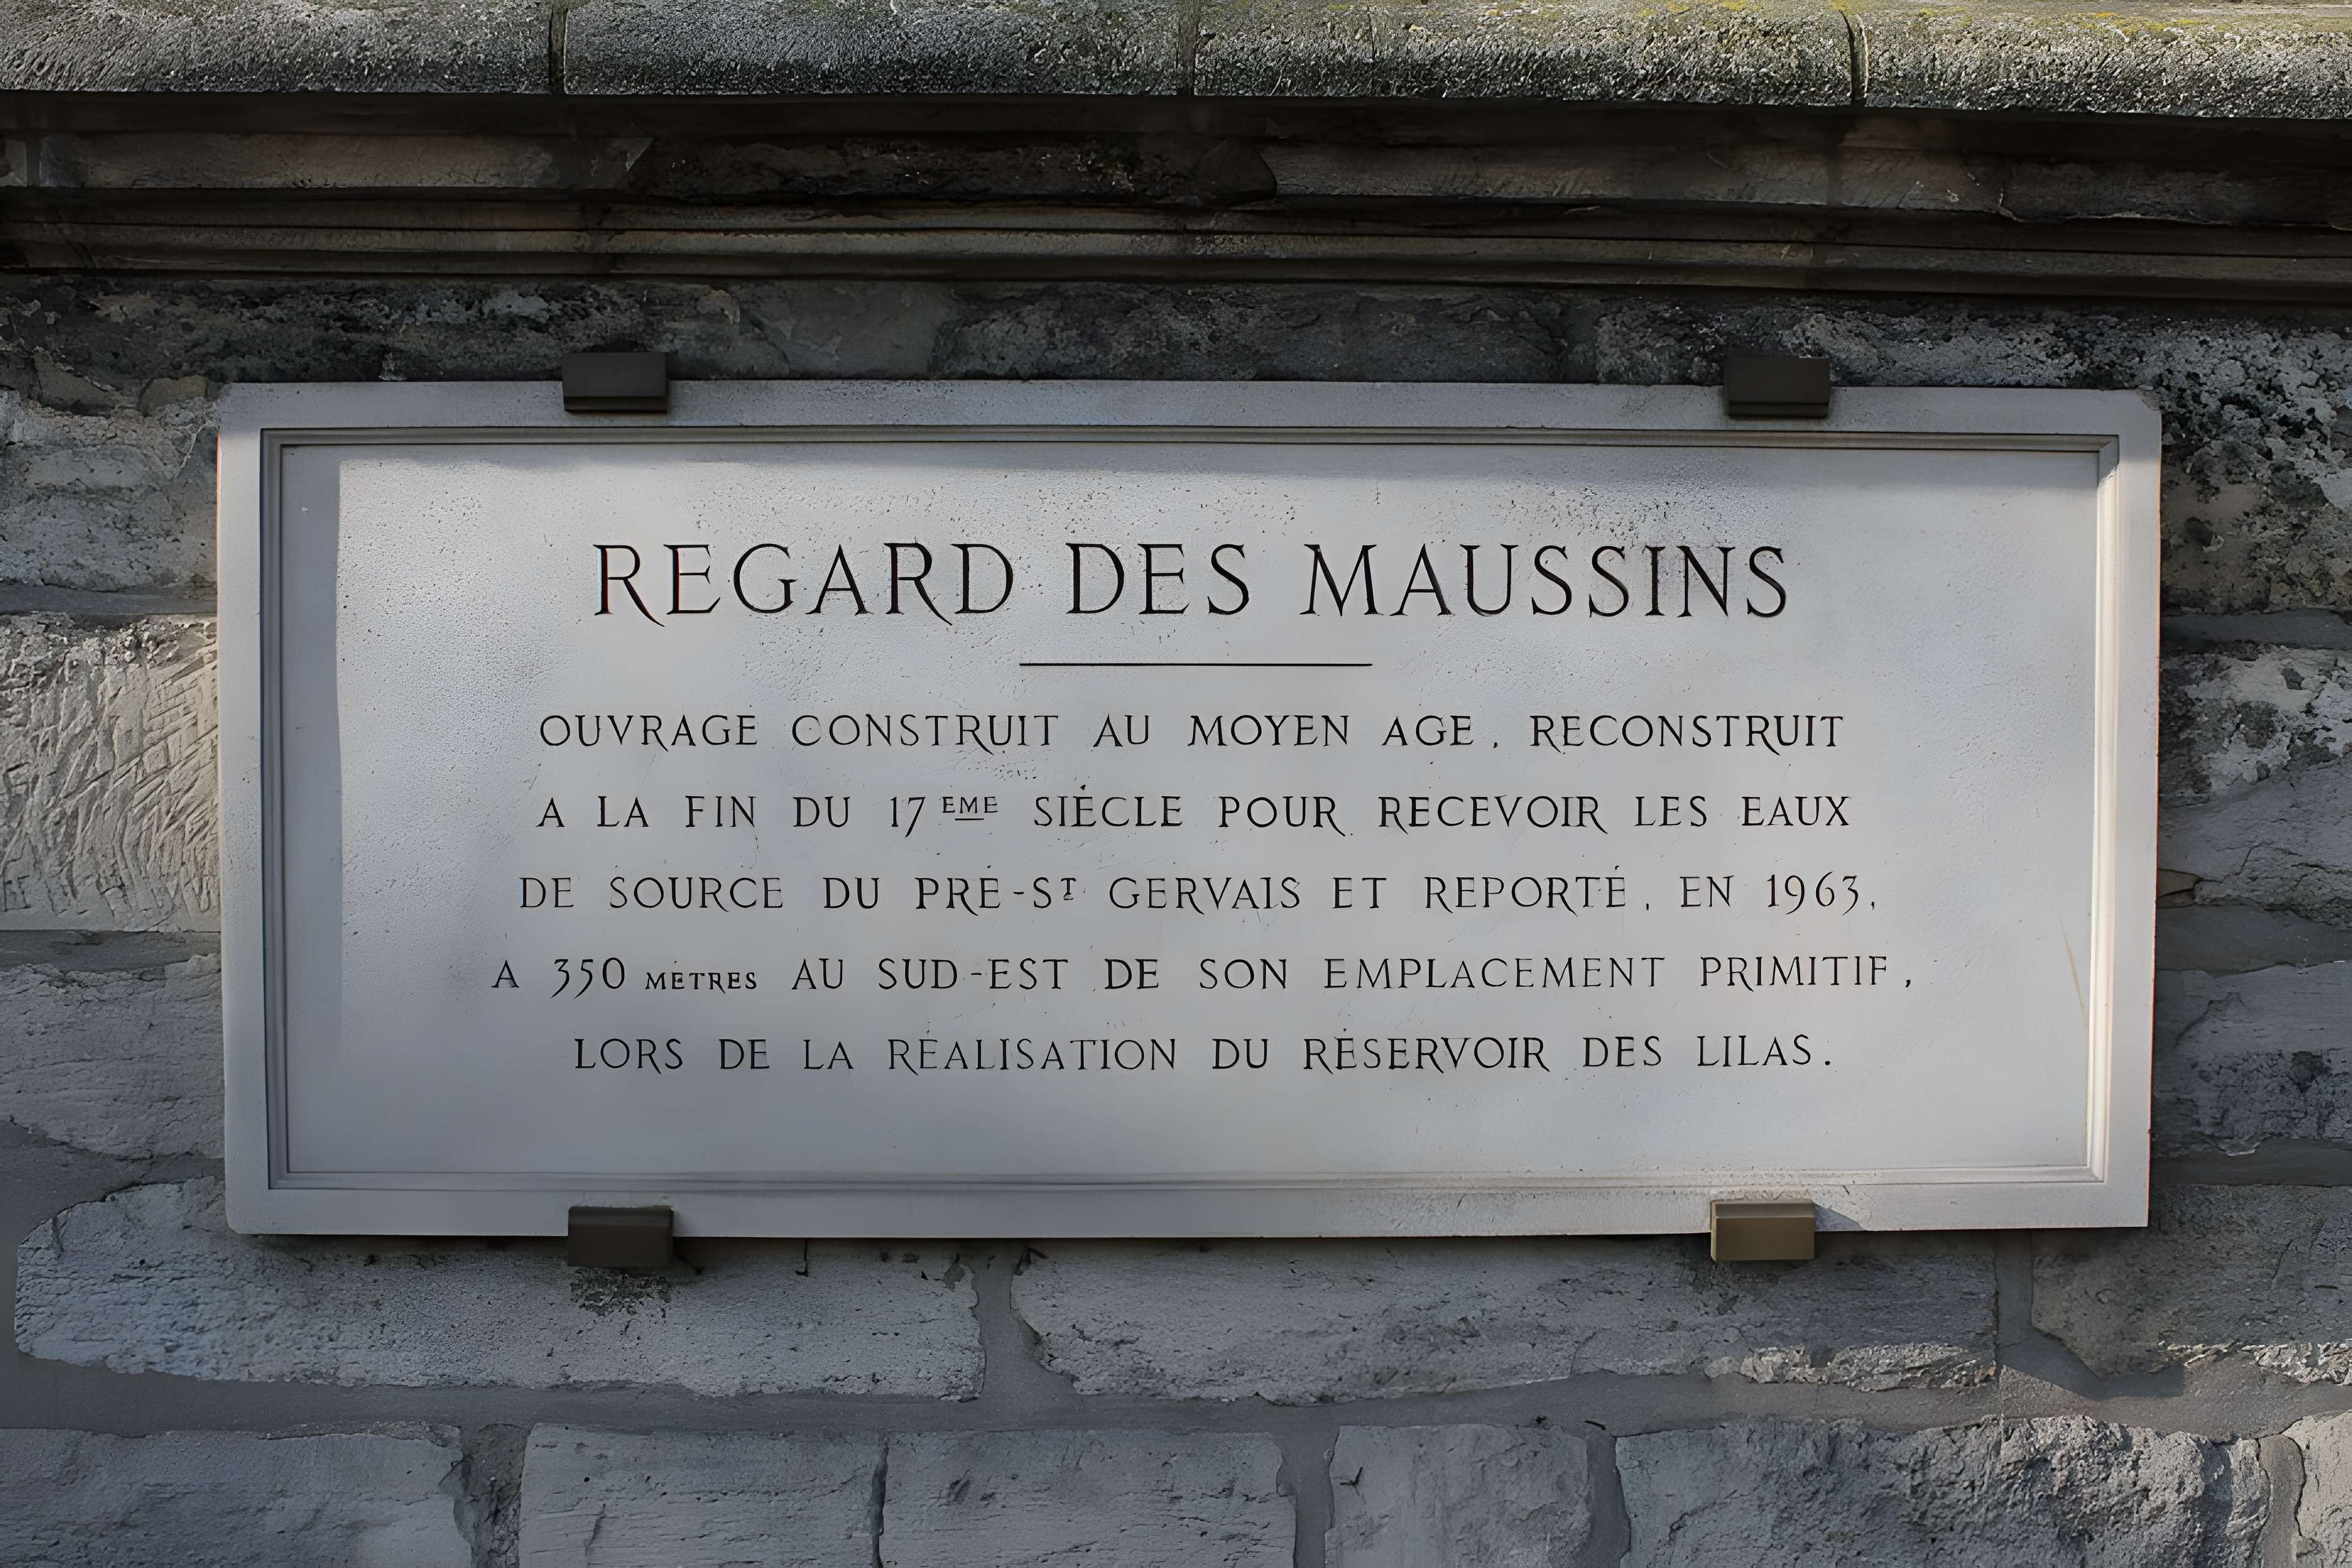 REGARD DES MAUSSINS
OUVRAGE CONSTRUIT AU MOYEN AGE, RECONSTRUIT
A LA FIN DU 17EME SIÈCLE POUR RECEVOIR LES EAUX
DE SOURCE DU PRÉ-ST GERVAIS ET REPORTÉ, EN 1963,
A 350 MÈTRES AU SUD-EST DE SON EMPLACEMENT PRIMITIF,
LORS DE LA RÉALISATION DU RÉSERVOIR DES LILAS.